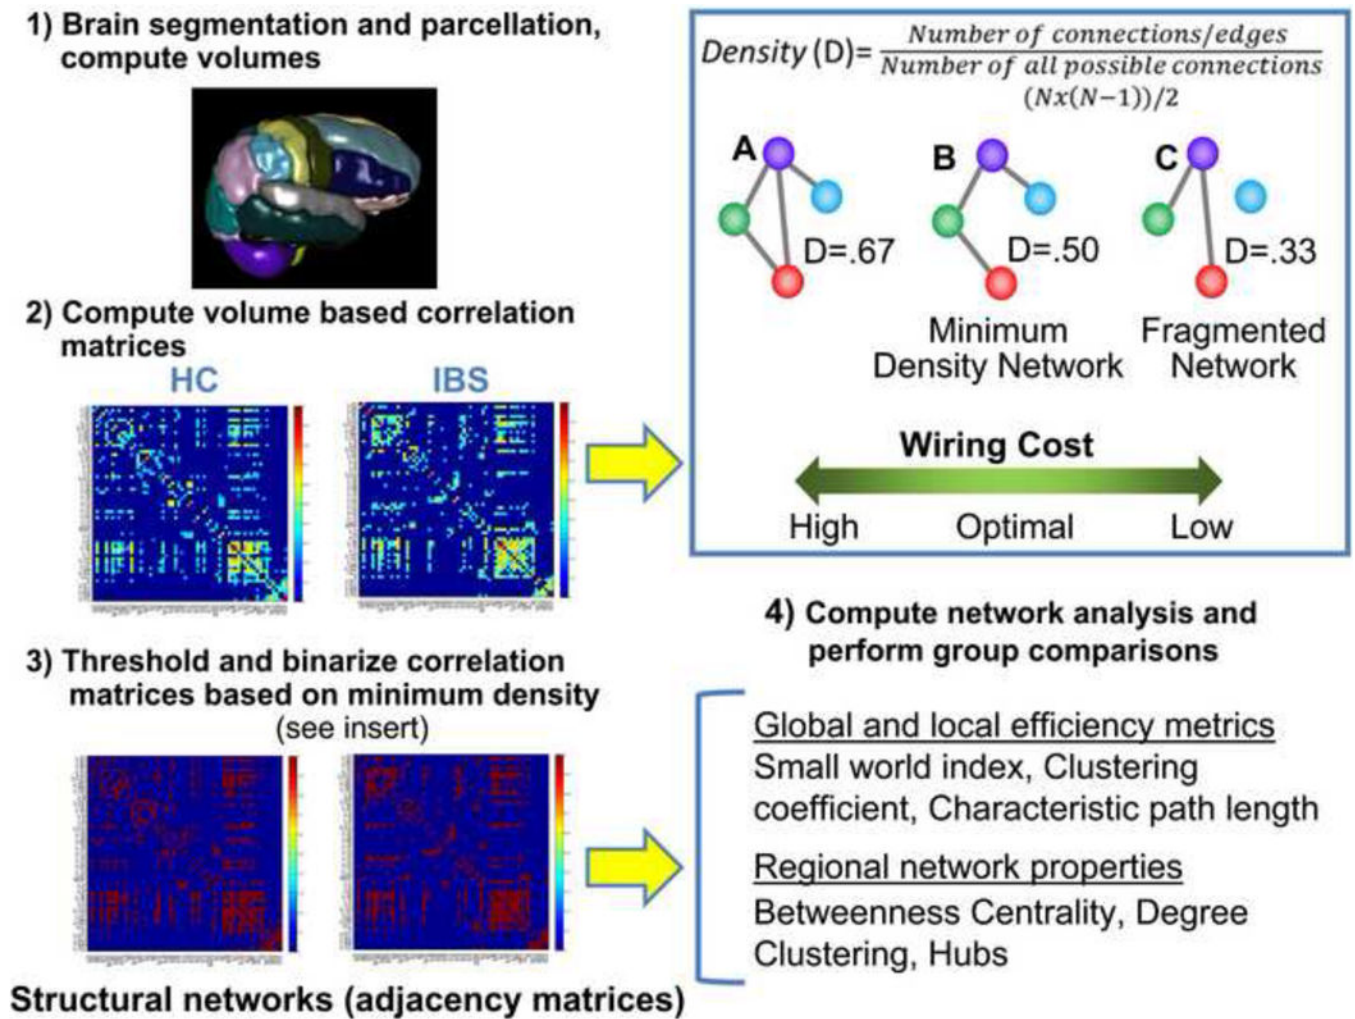 1) Brain segmentation and parcellation,
compute volumes
2) Compute volume based correlation
matrices
HC
IBS
3) Threshold and binarize correlation
matrices based on minimum density
(see insert)
Structural networks (adjacency matrices)
Density (D)= Number of connections/edges
Number of all possible connections
(Nx(N−1))/2
A
B
C
D=.67
D=.50
D=.33
Minimum
Density Network
Fragmented
Network
Wiring Cost
High
Optimal
Low
4) Compute network analysis and
perform group comparisons
Global and local efficiency metrics
Small world index, Clustering
coefficient, Characteristic path length
Regional network properties
Betweenness Centrality, Degree
Clustering, Hubs